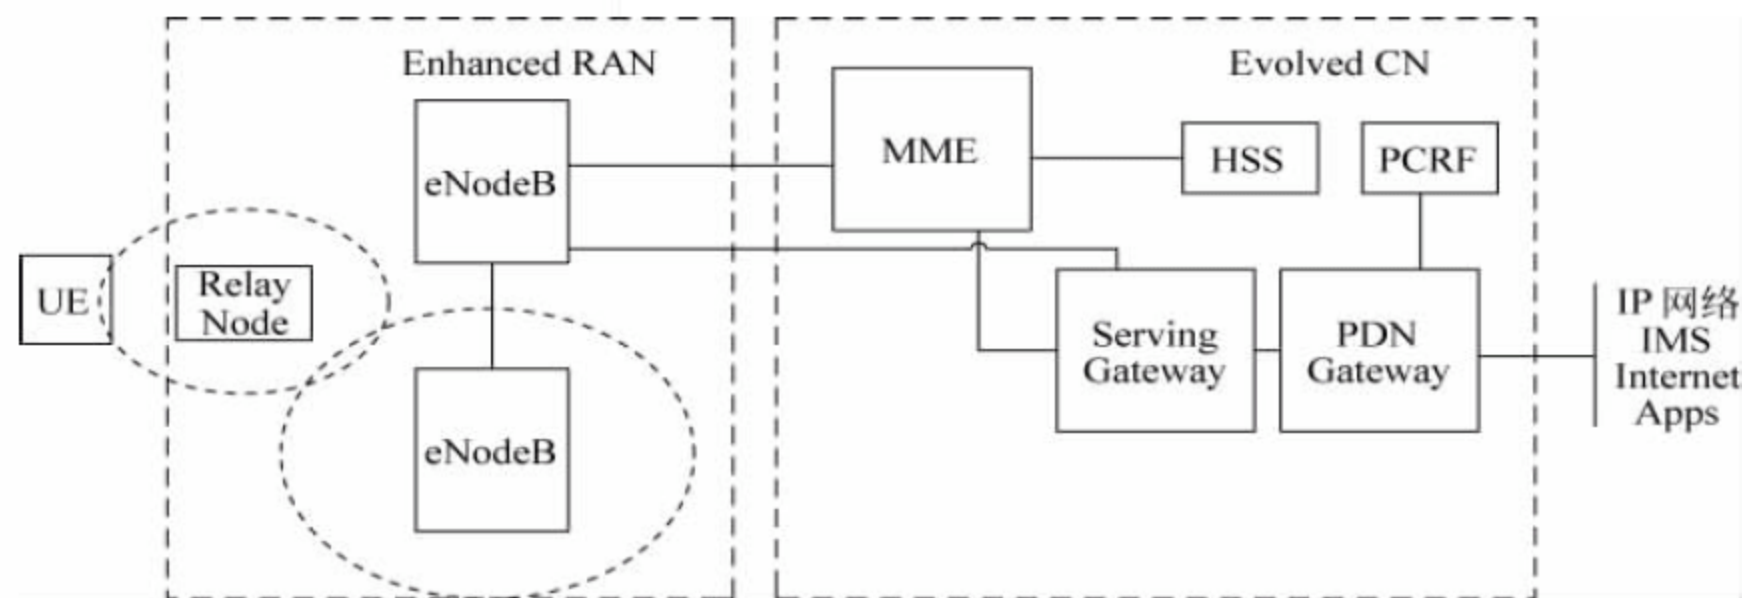 Enhanced RAN
Evolved CN
eNodeB
MME
HSS
PCRF
UE
Relay
Node
Serving
Gateway
PDN
Gateway
IP 网络
IMS
Internet
Apps
eNodeB